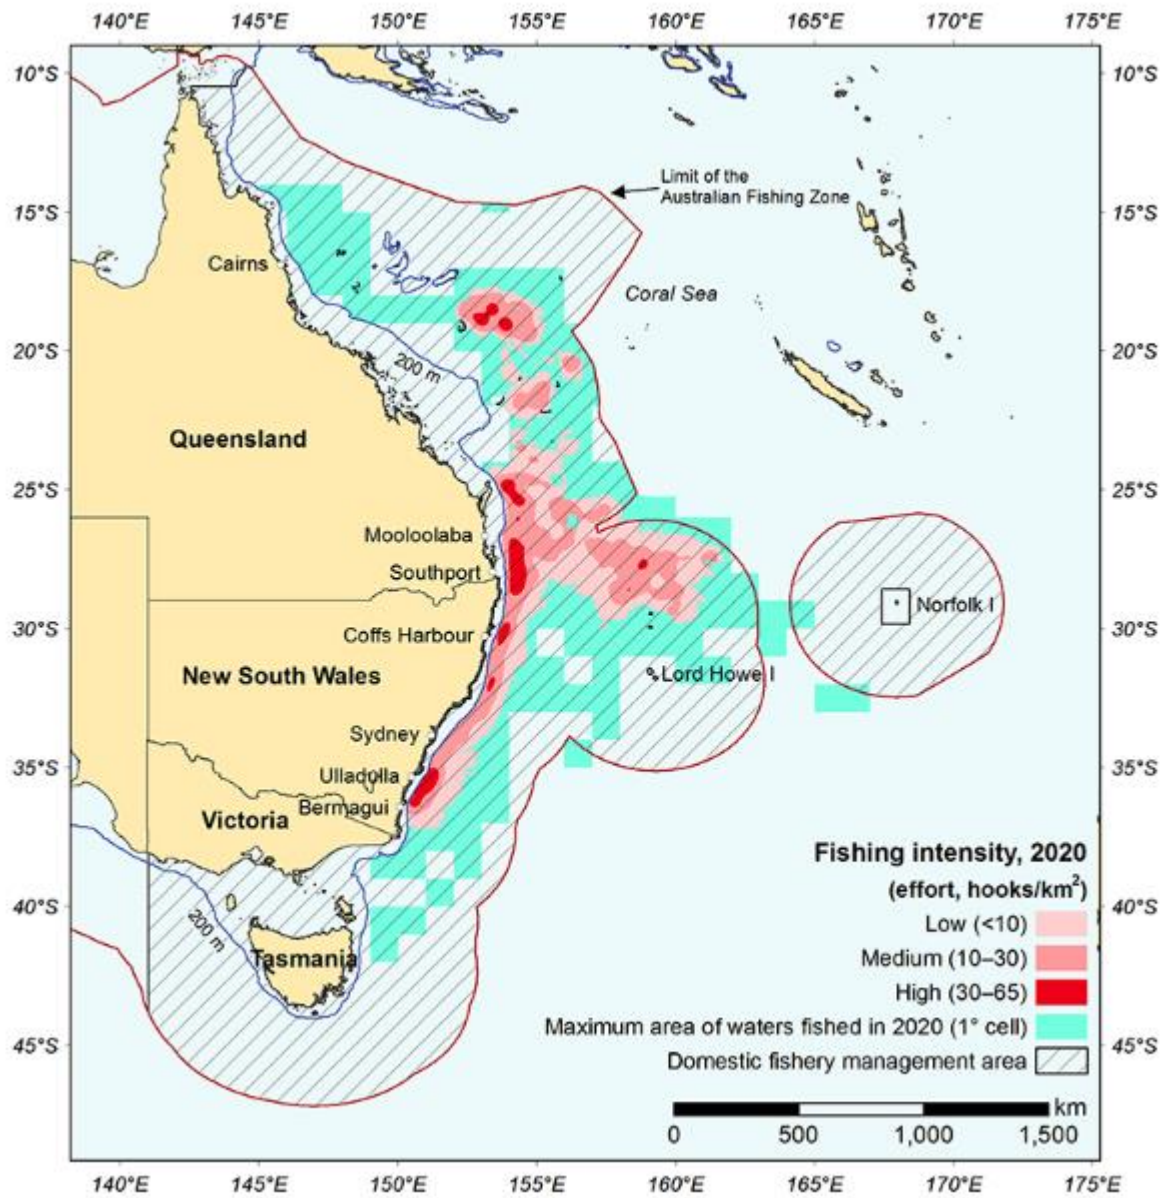 140°E 145°E 150°E 155°E 160°E 165°E 170°E 175°E
10°S 10°S
Limit of the
Australian Fishing Zone
15°S 15°S
Cairns
Coral Sea
20°S 20°S
200 m
Queensland
25°S 25°S
Mooloolaba
Southport
Norfolk I
30°S 30°S
Coffs Harbour
New South Wales
Lord Howe I
Sydney
35°S 35°S
Ulladolla
Bermagui
Victoria
Fishing intensity, 2020
(effort, hooks/km²)
40°S 40°S
Low (<10)
200 m
Tasmania
Medium (10–30)
High (30–65)
Maximum area of waters fished in 2020 (1° cell)
45°S 45°S
Domestic fishery management area
km
0 500 1,000 1,500
140°E 145°E 150°E 155°E 160°E 165°E 170°E 175°E